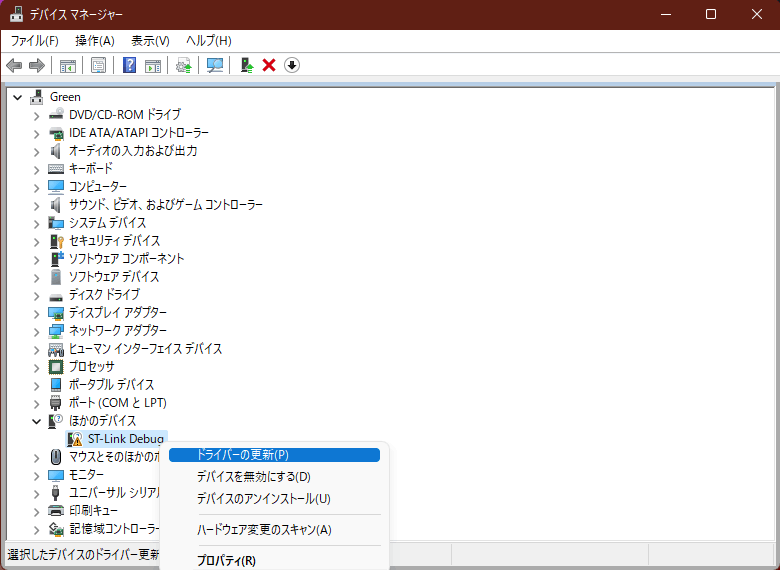 デバイス マネージャー
ファイル(F) 操作(A) 表示(V) ヘルプ(H)
Green
DVD/CD-ROM ドライブ
IDE ATA/ATAPI コントローラー
オーディオの入力および出力
キーボード
コンピューター
サウンド、ビデオ、およびゲーム コントローラー
システム デバイス
セキュリティ デバイス
ソフトウェア コンポーネント
ソフトウェア デバイス
ディスク ドライブ
ディスプレイ アダプター
ネットワーク アダプター
ヒューマン インターフェイス デバイス
プロセッサ
ポータブル デバイス
ポート (COM と LPT)
ほかのデバイス
ST-Link Debug
マウスとそのほかのポ
モニター
ユニバーサル シリアル
印刷キュー
記憶域コントローラー
ドライバーの更新(P)
デバイスを無効にする(D)
デバイスのアンインストール(U)
ハードウェア変更のスキャン(A)
プロパティ(R)
選択したデバイスのドライバー更新